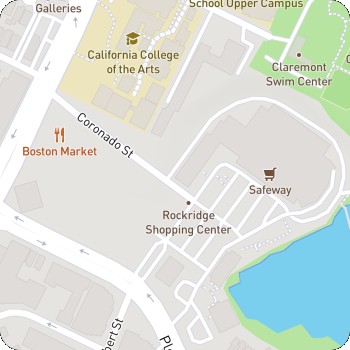 School Upper Campus
Galleries
California College
of the Arts
Claremont
Swim Center
Coronado St
Boston Market
Safeway
Rockridge
Shopping Center
bert St
Pl